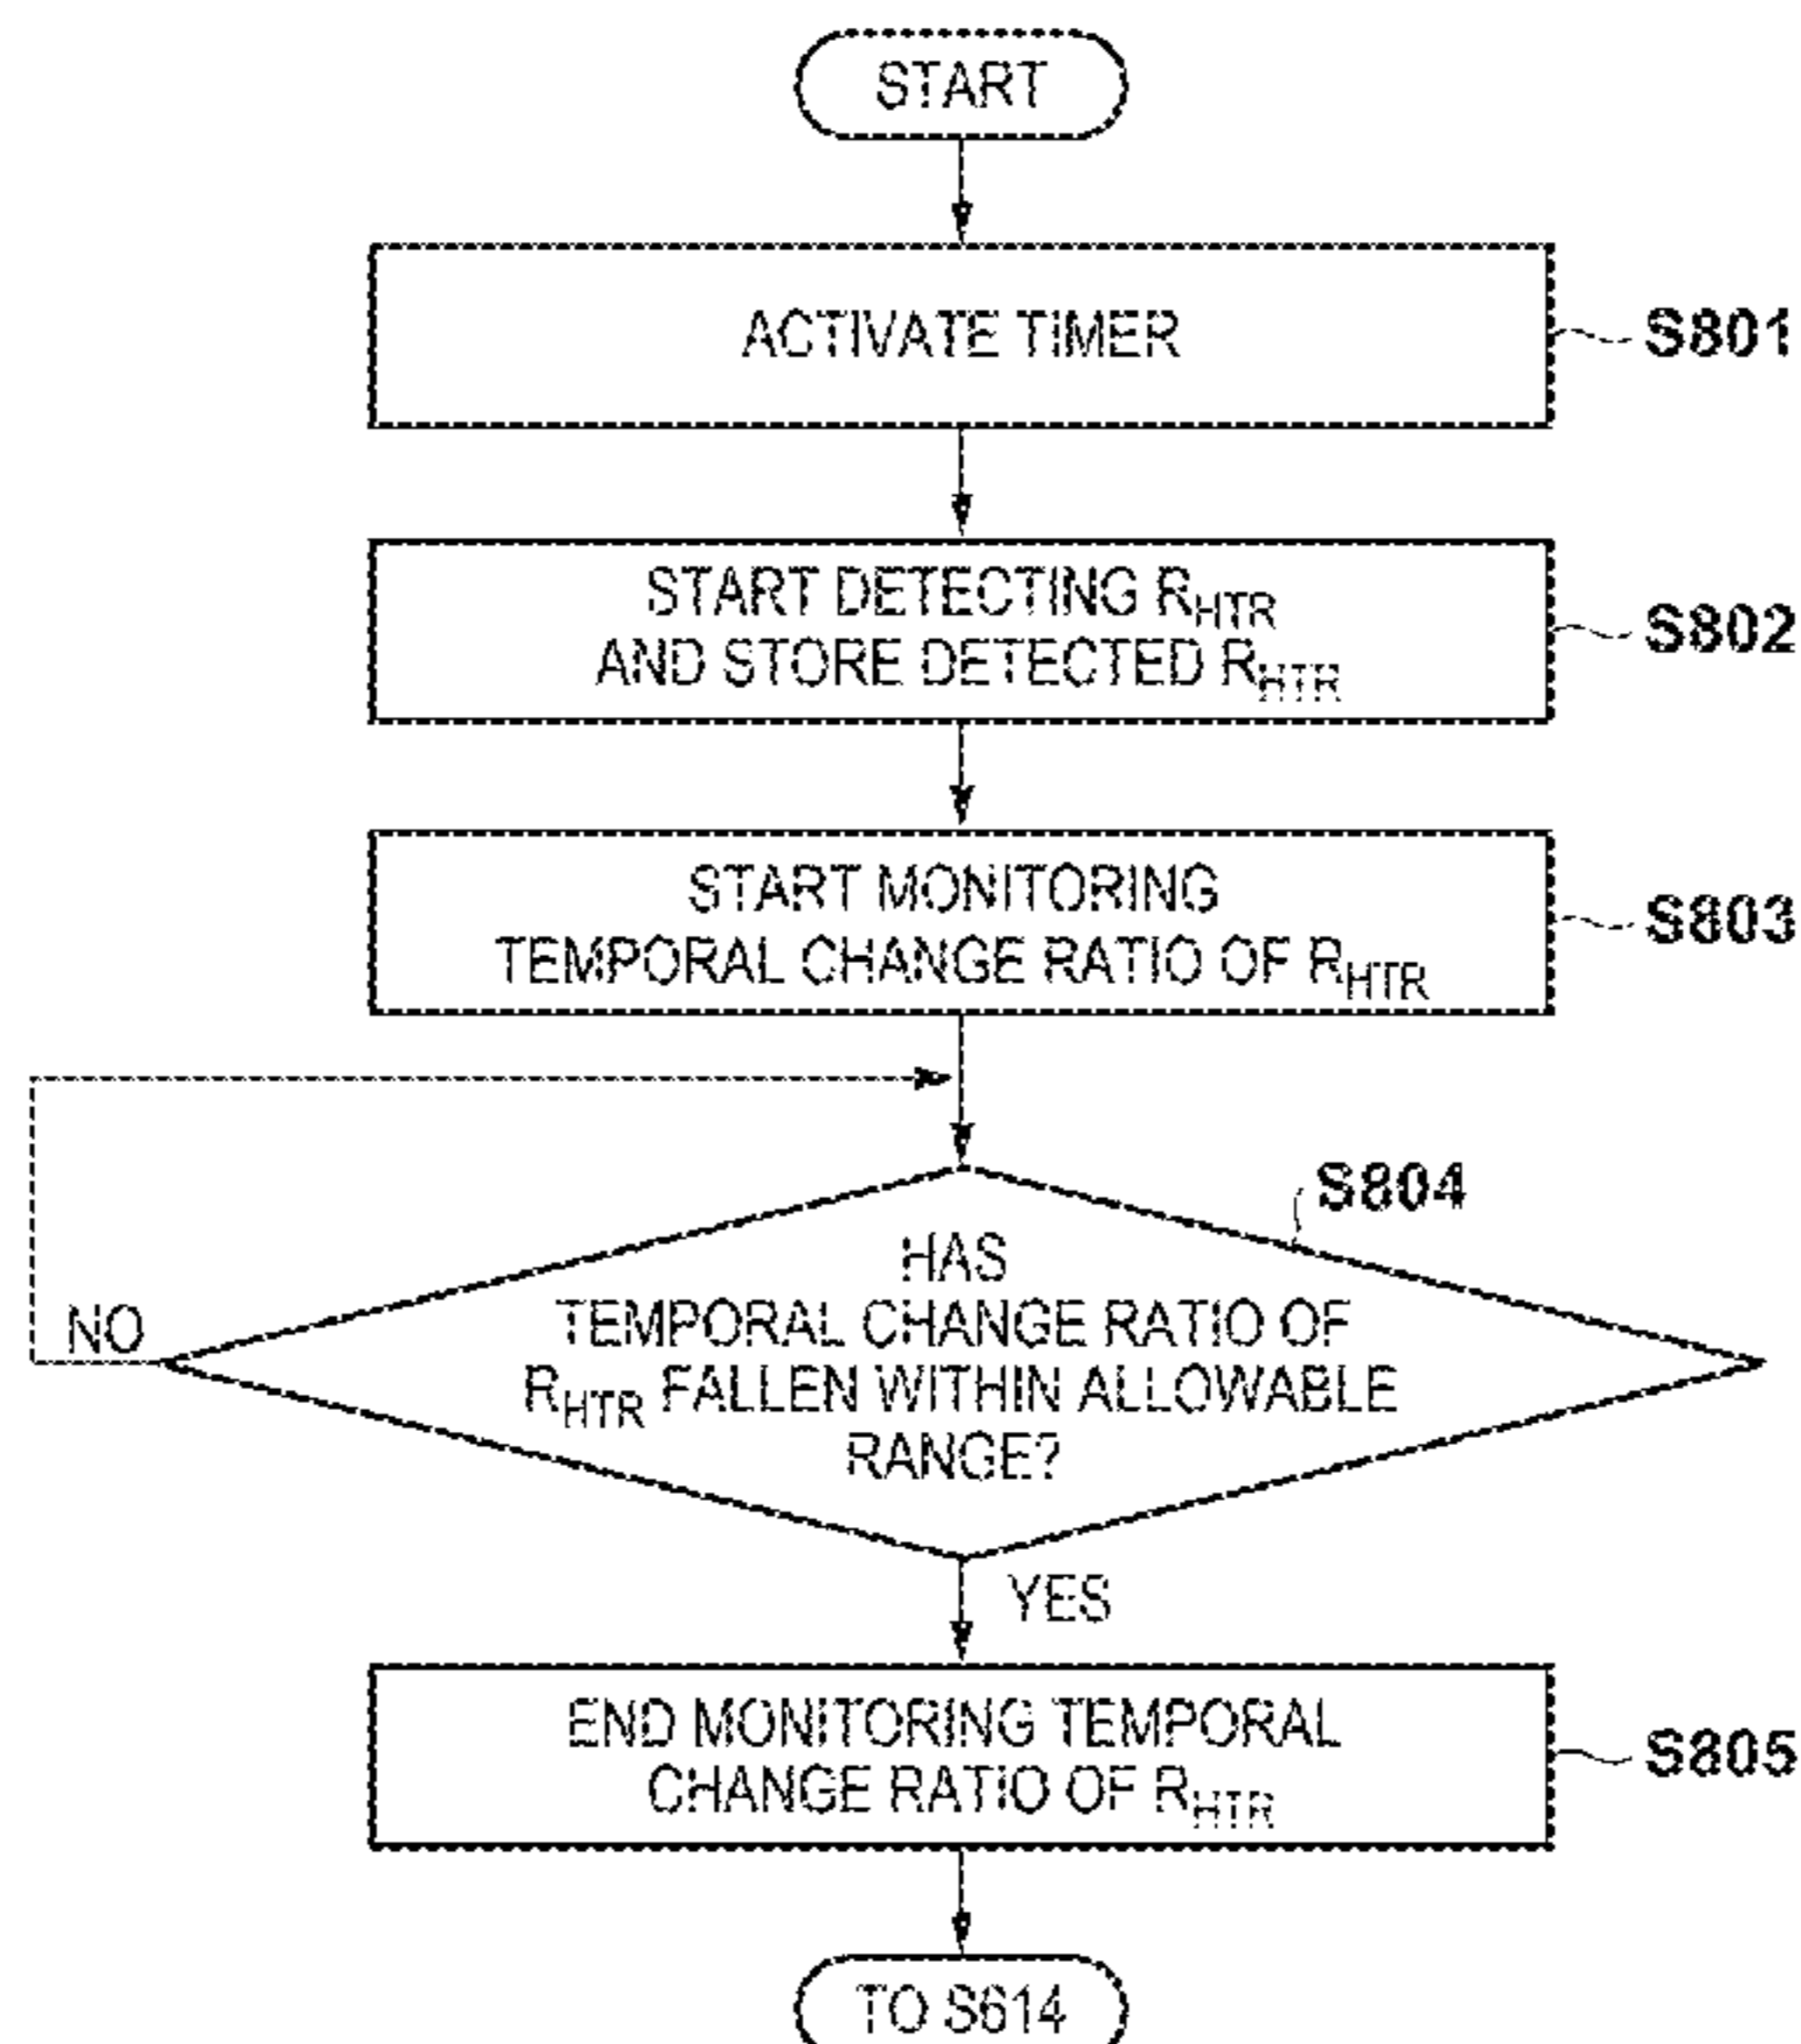 START
ACTIVATE TIMER
S801
START DETECTING RHTR
AND STORE DETECTED RHTR
S802
START MONITORING
TEMPORAL CHANGE RATIO OF RHTR
S803
S804
HAS
TEMPORAL CHANGE RATIO OF
RHTR FALLEN WITHIN ALLOWABLE
RANGE?
NO
YES
END MONITORING TEMPORAL
CHANGE RATIO OF RHTR
S805
TO S614